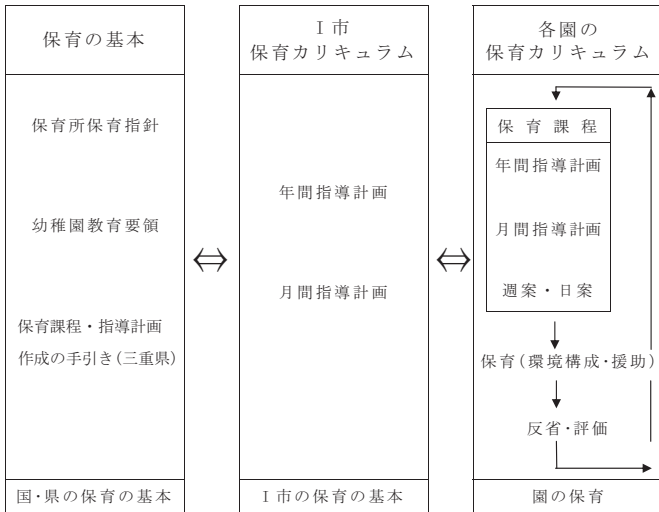 保育の基本
保育所保育指針
幼稚園教育要領
保育課程・指導計画
作成の手引き(三重県)
国・県の保育の基本
I市
保育カリキュラム
年間指導計画
月間指導計画
I市の保育の基本
各園の
保育カリキュラム
保育課程
年間指導計画
月間指導計画
週案・日案
保育(環境構成・援助)
反省・評価
園の保育